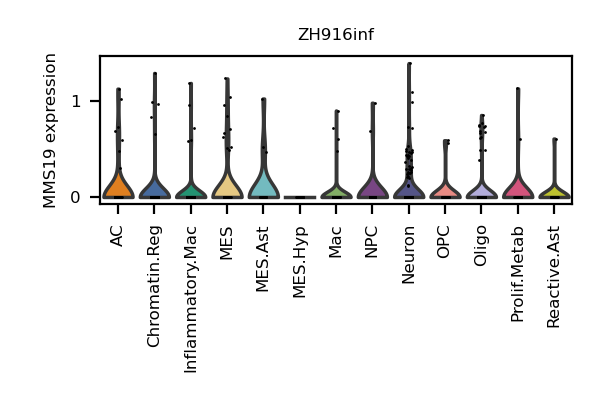 ZH916inf
MMS19 expression
1
0
AC
Chromatin.Reg
Inflammatory.Mac
MES
MES.Ast
MES.Hyp
Mac
NPC
Neuron
OPC
Oligo
Prolif.Metab
Reactive.Ast